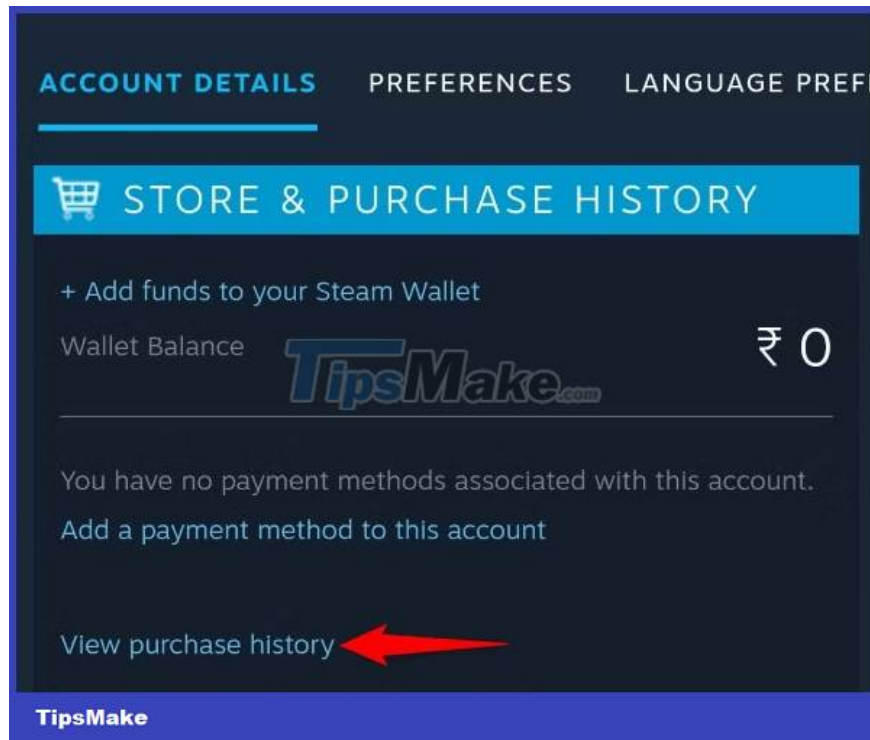 ACCOUNT DETAILS PREFERENCES LANGUAGE PREF
STORE & PURCHASE HISTORY
+ Add funds to your Steam Wallet
Wallet Balance ₹ 0
TipsMake.com
You have no payment methods associated with this account.
Add a payment method to this account
View purchase history
TipsMake